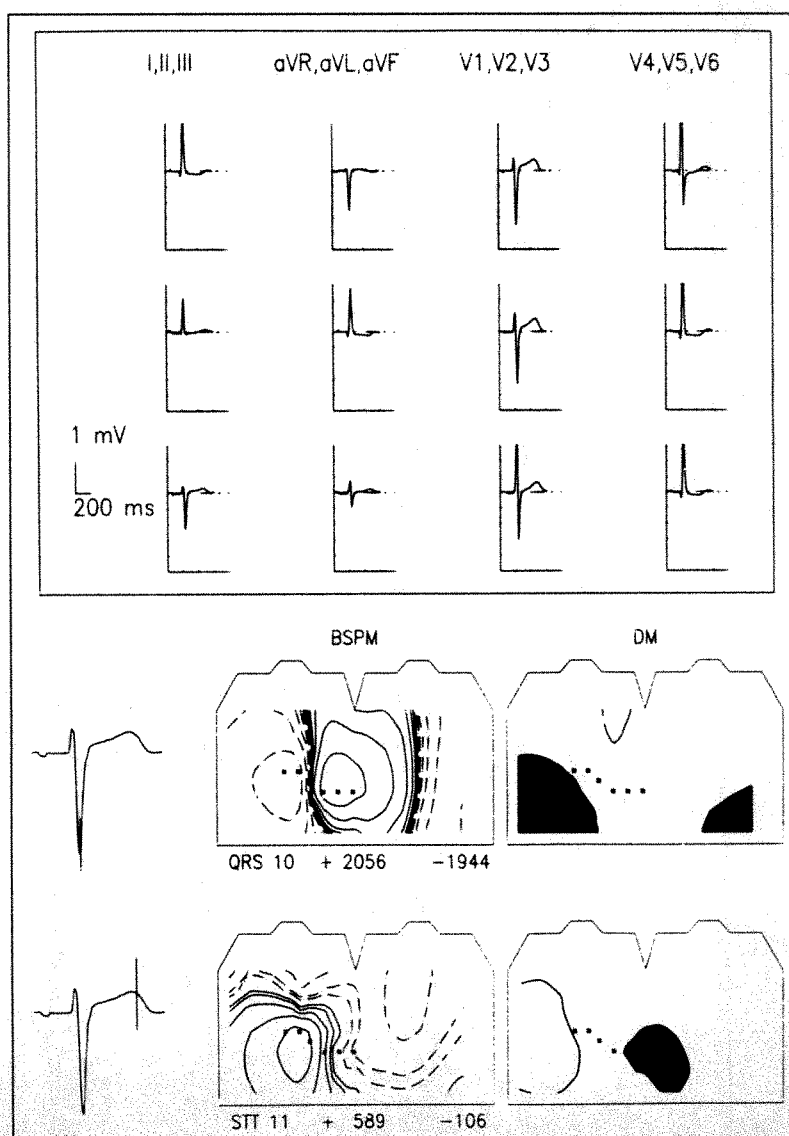 I,II,III aVR,aVL,aVF V1,V2,V3 V4,V5,V6
1 mV
200 ms
BSPM DM
QRS 10 + 2056 -1944
STT 11 + 589 -106